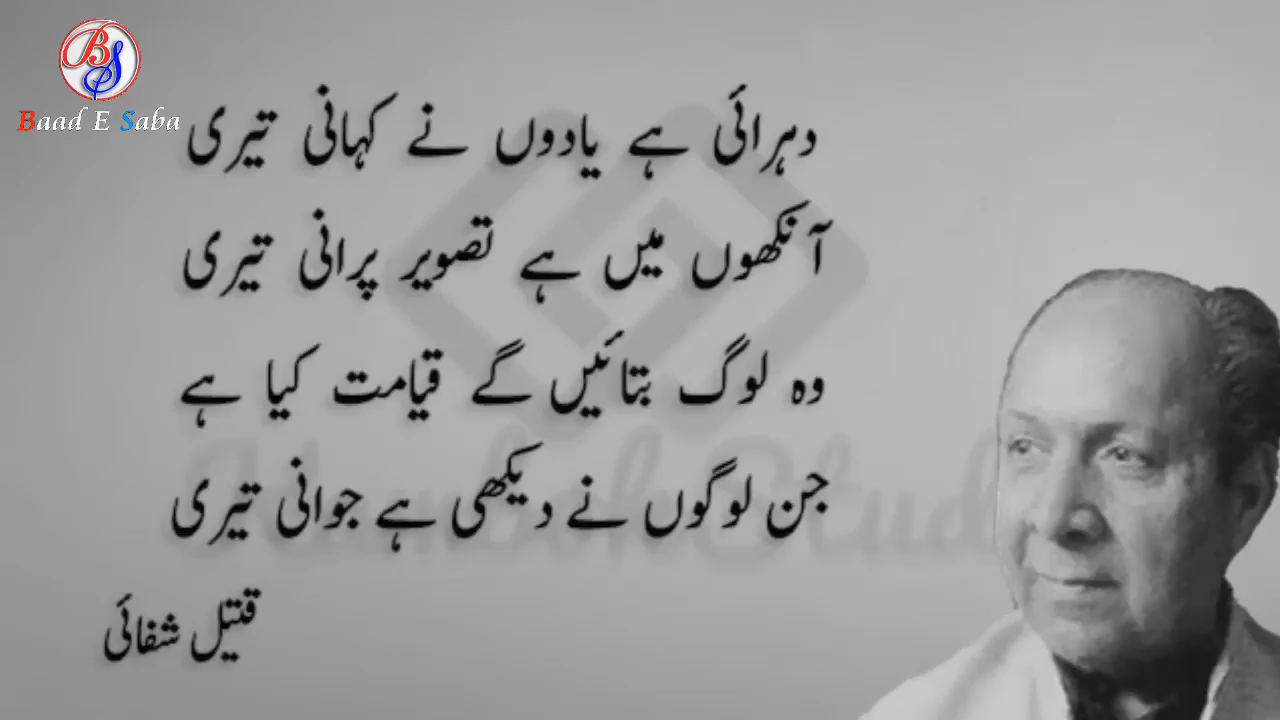 Baad E Saba
دہرائی ہے یادوں نے کہانی تیری
آنکھوں میں ہے تصویر پرانی تیری
وہ لوگ بتائیں گے قیامت کیا ہے
جن لوگوں نے دیکھی ہے جوانی تیری
قتیل شفائی